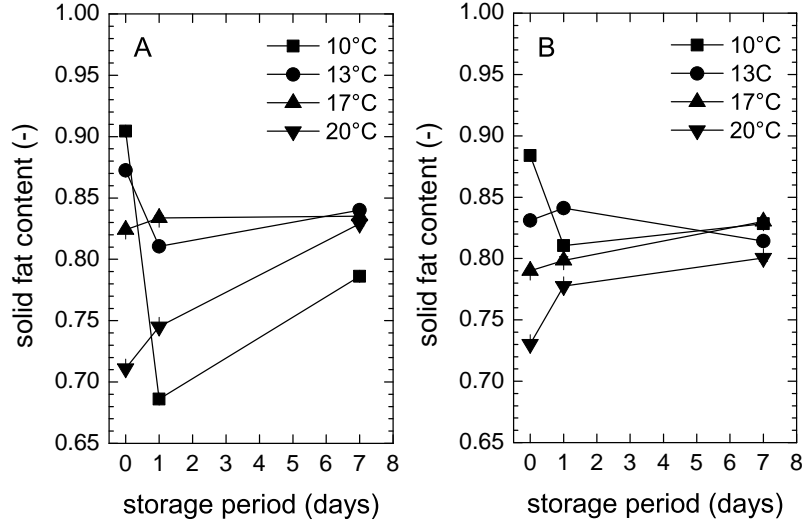 A
10°C
13°C
17°C
20°C
1.00
0.95
0.90
0.85
0.80
0.75
0.70
0.65
solid fat content (-)
0 1 2 3 4 5 6 7 8
storage period (days)
B
10°C
13C
17°C
20°C
1.00
0.95
0.90
0.85
0.80
0.75
0.70
0.65
solid fat content (-)
0 1 2 3 4 5 6 7 8
storage period (days)